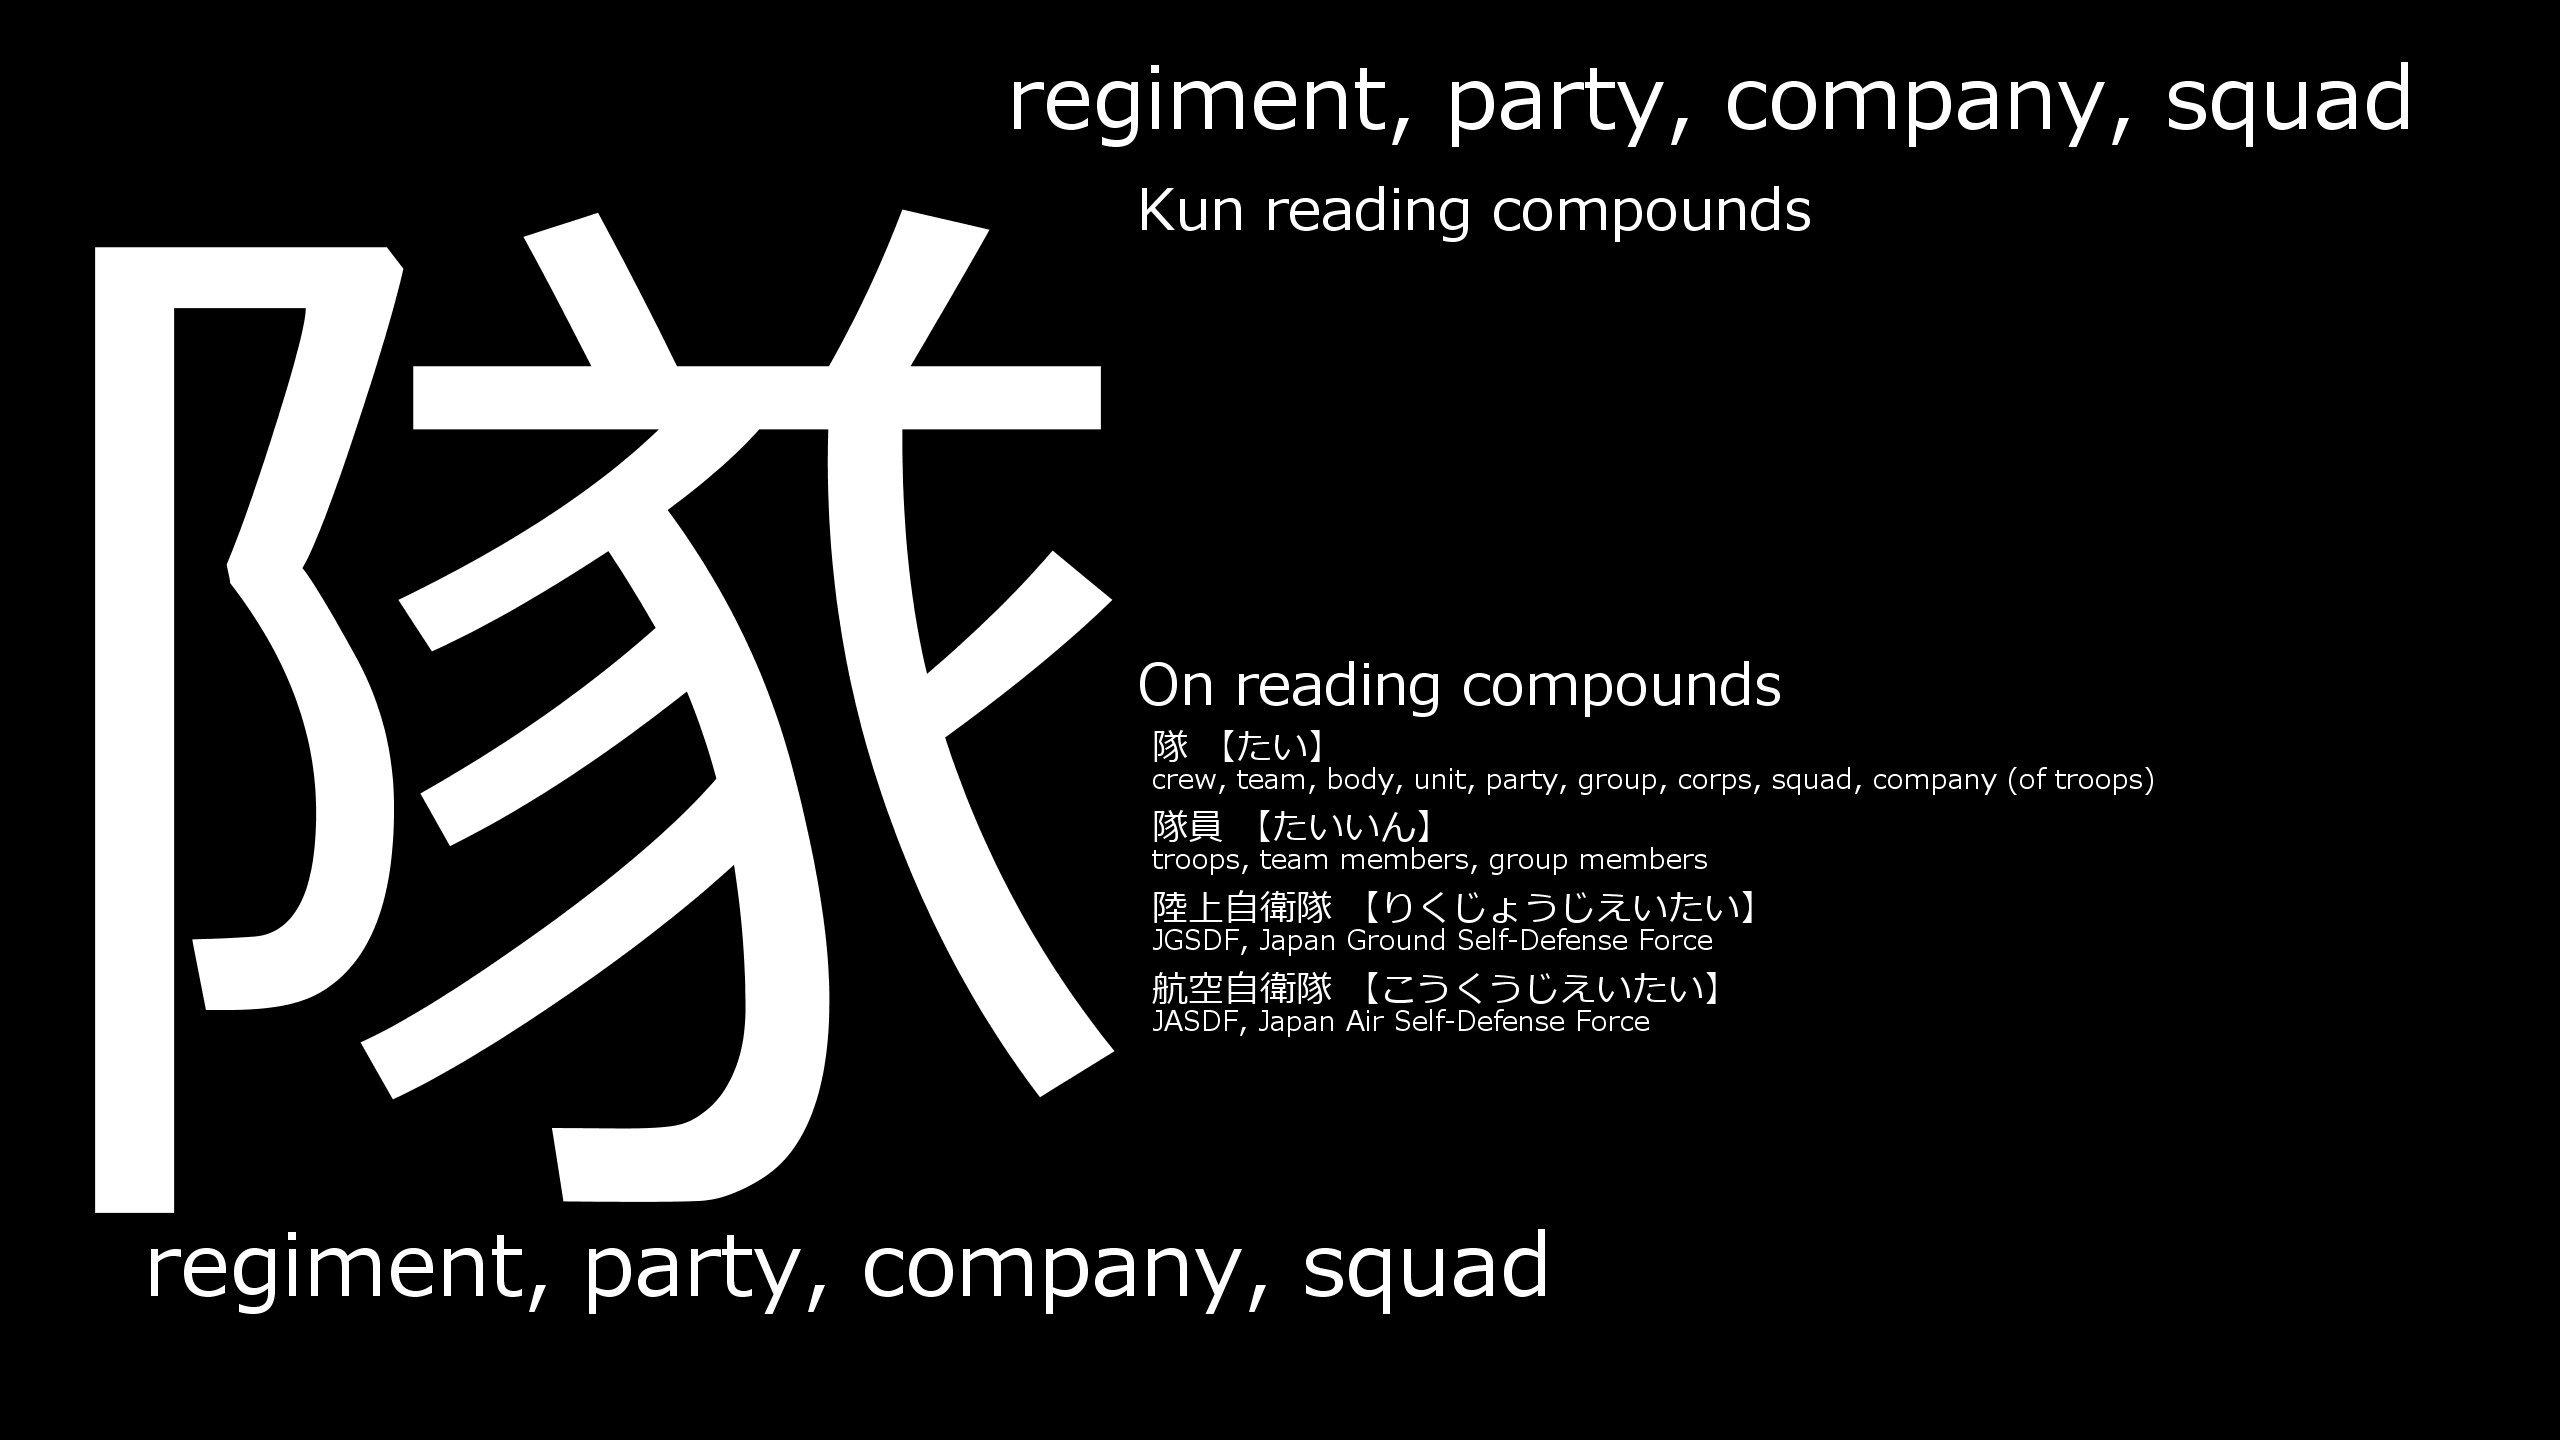 regiment, party, company, squad
Kun reading compounds
隊
On reading compounds
隊 【たい】
crew, team, body, unit, party, group, corps, squad, company (of troops)
隊員 【たいいん】
troops, team members, group members
陸上自衛隊 【りくじょうじえいたい】
JGSDF, Japan Ground Self-Defense Force
航空自衛隊 【こうくうじえいたい】
JASDF, Japan Air Self-Defense Force
regiment, party, company, squad